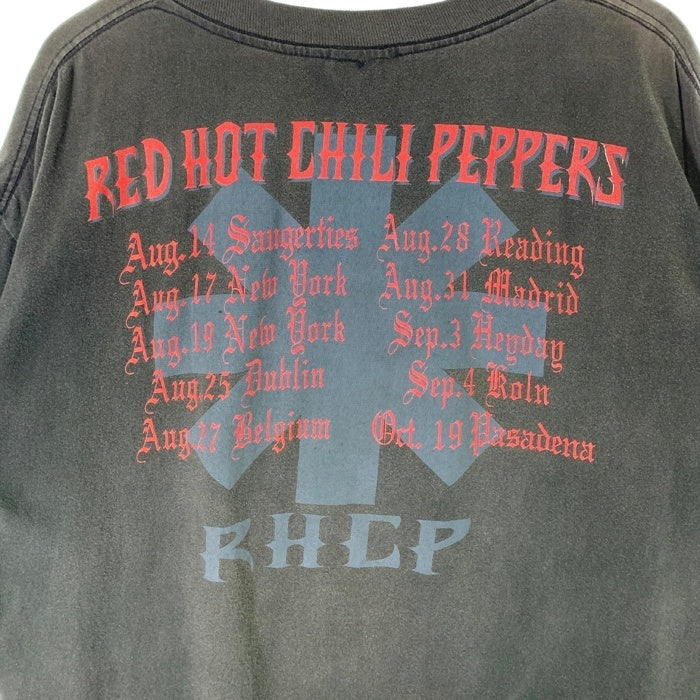 RED HOT CHILI PEPPERS
Aug.14 Saugerties
Aug.17 New York
Aug.19 New York
Aug.25 Dublin
Aug.27 Belgium
Aug.28 Reading
Aug.31 Madrid
Sep.3 Heyday
Sep.4 Koln
Oct. 19 Pasadena
RHCP